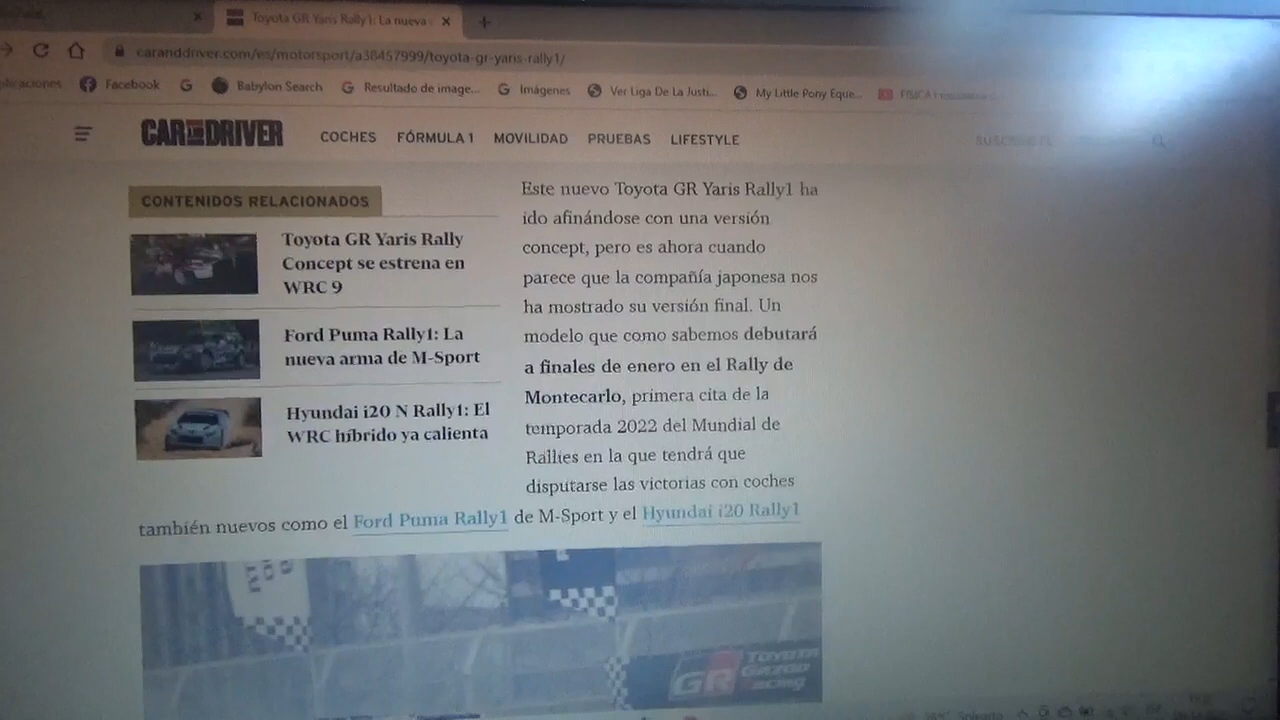 Toyota GR Yaris Rally1: La nueva
caranddriver.com/es/motorsport/a38457999/toyota-gr-yaris-rally1/
Facebook
Babylon Search
Resultado de image...
Imágenes
Ver Liga De La Justi...
My Little Pony Eque...
CAR AND DRIVER
COCHES
FÓRMULA 1
MOVILIDAD
PRUEBAS
LIFESTYLE
CONTENIDOS RELACIONADOS
Toyota GR Yaris Rally
Concept se estrena en
WRC 9
Ford Puma Rally1: La
nueva arma de M-Sport
Hyundai i20 N Rally1: El
WRC híbrido ya calienta
Este nuevo Toyota GR Yaris Rally1 ha
ido afinándose con una versión
concept, pero es ahora cuando
parece que la compañía japonesa nos
ha mostrado su versión final. Un
modelo que como sabemos debutará
a finales de enero en el Rally de
Montecarlo, primera cita de la
temporada 2022 del Mundial de
Rallies en la que tendrá que
disputarse las victorias con coches
también nuevos como el Ford Puma Rally1 de M-Sport y el Hyundai i20 Rally1
GR
TOYOTA
GAZOO
Racing